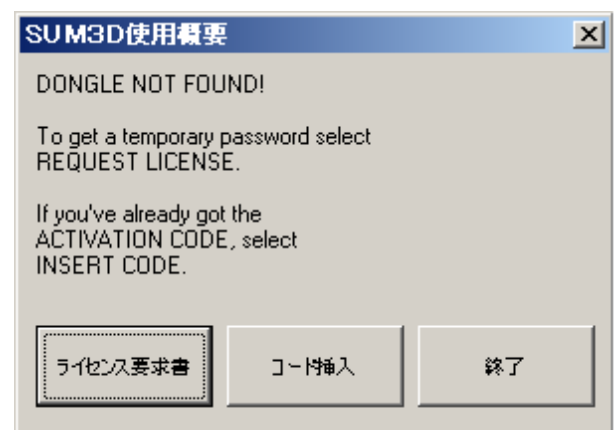 SUM3D使用概要
DONGLE NOT FOUND!
To get a temporary password select
REQUEST LICENSE.
If you've already got the
ACTIVATION CODE, select
INSERT CODE.
ライセンス要求書
コード挿入
終了